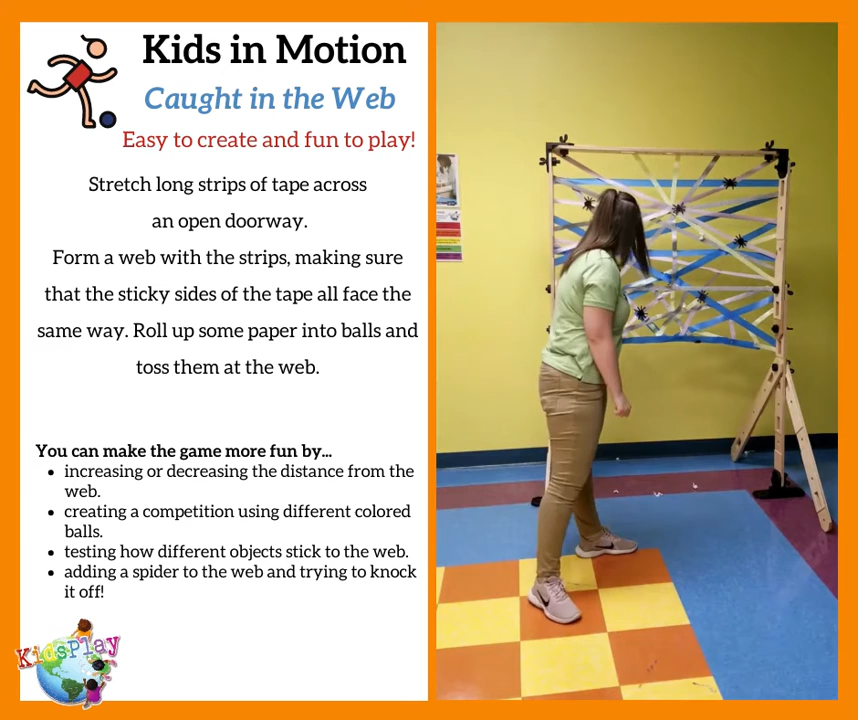 Kids in Motion
Caught in the Web
Easy to create and fun to play!
Stretch long strips of tape across
an open doorway.
Form a web with the strips, making sure
that the sticky sides of the tape all face the
same way. Roll up some paper into balls and
toss them at the web.
You can make the game more fun by...
• increasing or decreasing the distance from the
web.
• creating a competition using different colored
balls.
• testing how different objects stick to the web.
• adding a spider to the web and trying to knock
it off!
KidsPlay